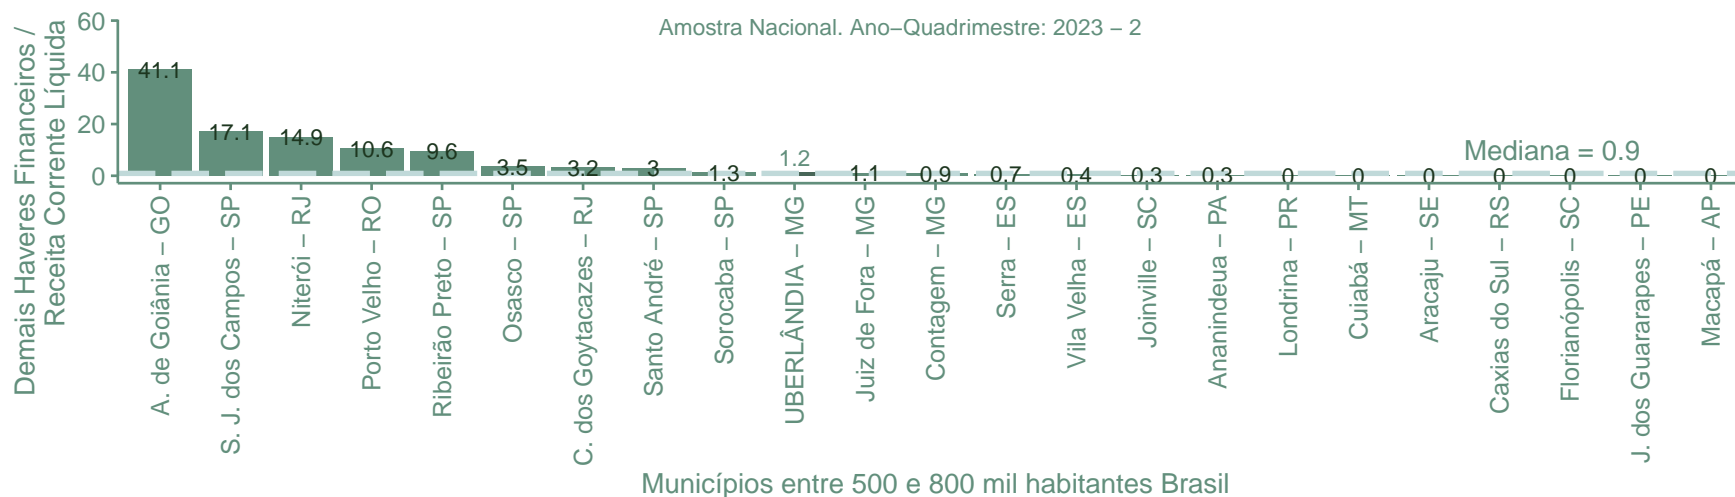 Amostra Nacional. Ano−Quadrimestre: 2023 − 2
Demais Haveres Financeiros /
Receita Corrente Líquida
60
40
20
0
41.1
17.1
14.9
10.6
9.6
3.5
3.2
3
1.3
1.2
1.1
0.9
0.7
0.4
0.3
0.3
0
0
0
0
0
0
0
Mediana = 0.9
A. de Goiânia − GO
S. J. dos Campos − SP
Niterói − RJ
Porto Velho − RO
Ribeirão Preto − SP
Osasco − SP
C. dos Goytacazes − RJ
Santo André − SP
Sorocaba − SP
UBERLÂNDIA − MG
Juiz de Fora − MG
Contagem − MG
Serra − ES
Vila Velha − ES
Joinville − SC
Ananindeua − PA
Londrina − PR
Cuiabá − MT
Aracaju − SE
Caxias do Sul − RS
Florianópolis − SC
J. dos Guararapes − PE
Macapá − AP
Municípios entre 500 e 800 mil habitantes Brasil